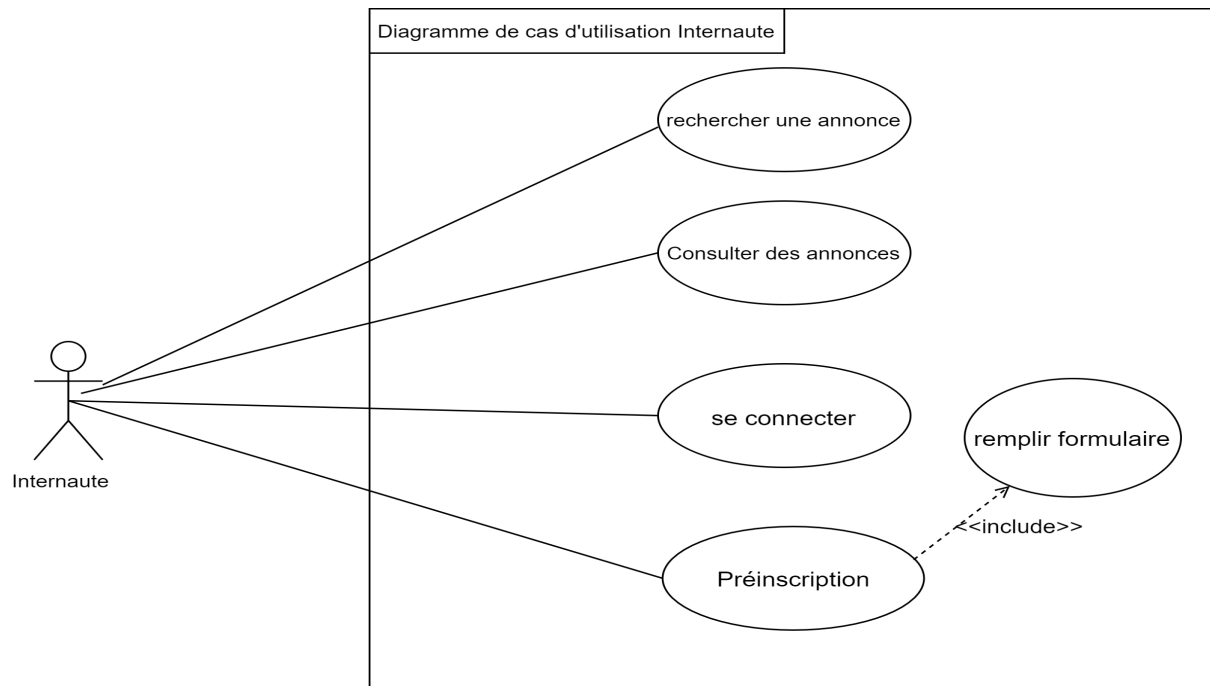 Diagramme de cas d'utilisation Internaute
rechercher une annonce
Consulter des annonces
se connecter
remplir formulaire
Internaute
<<include>>
Préinscription